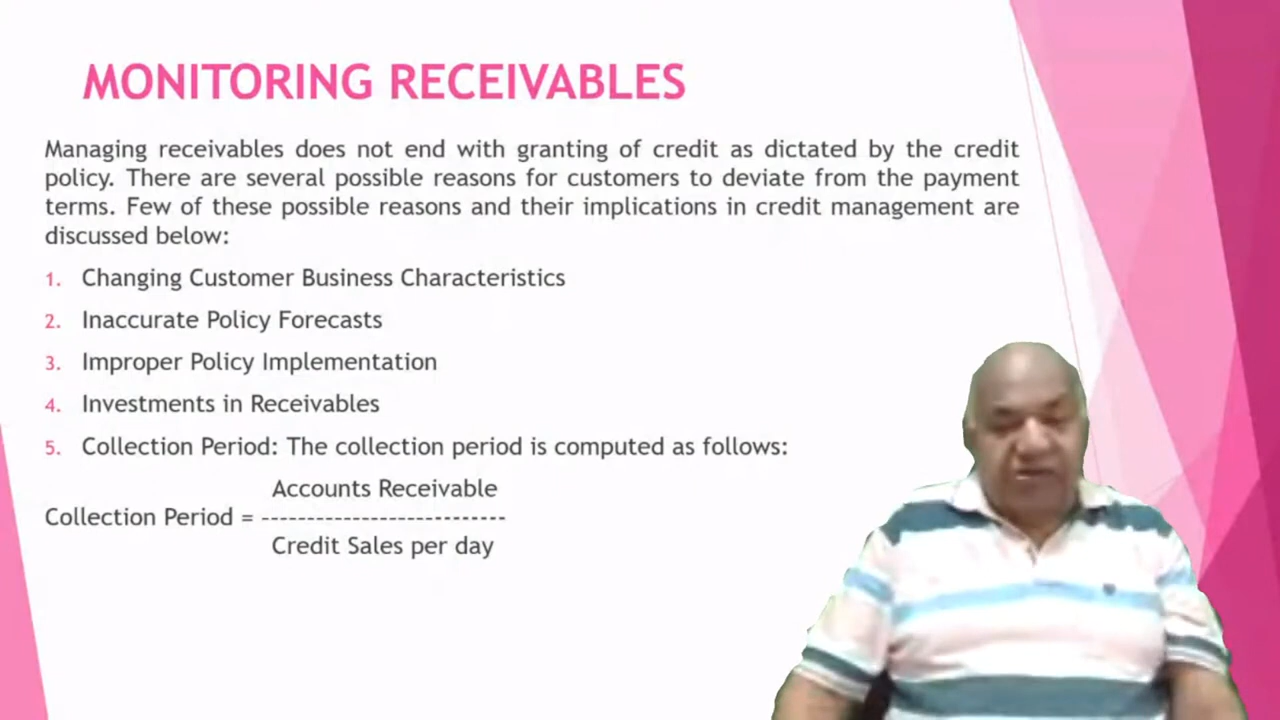 MONITORING RECEIVABLES
Managing receivables does not end with granting of credit as dictated by the credit
policy. There are several possible reasons for customers to deviate from the payment
terms. Few of these possible reasons and their implications in credit management are
discussed below:
1. Changing Customer Business Characteristics
2. Inaccurate Policy Forecasts
3. Improper Policy Implementation
4. Investments in Receivables
5. Collection Period: The collection period is computed as follows:
Accounts Receivable
Collection Period = ---------------------------
Credit Sales per day